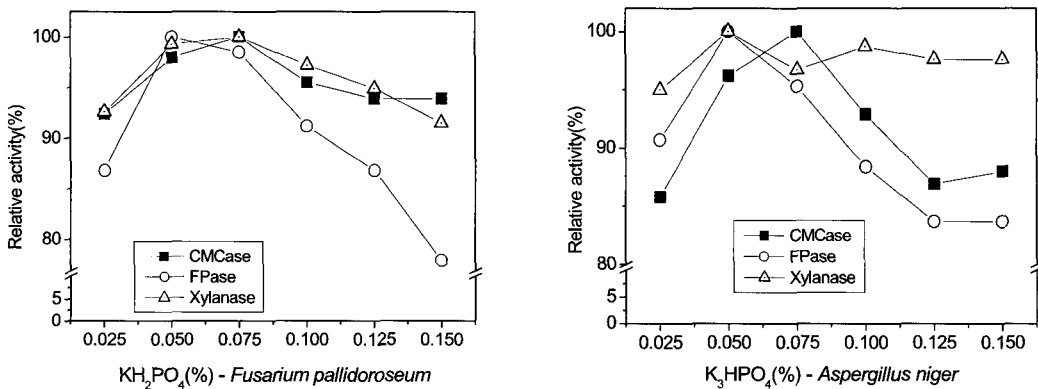 Relative activity(%)
100
90
80
5
0
CMCase
FPase
Xylanase
0.025 0.050 0.075 0.100 0.125 0.150
KH₂PO₄(%) - Fusarium pallidoroseum
Relative activity(%)
100
90
80
5
0
CMCase
FPase
Xylanase
0.025 0.050 0.075 0.100 0.125 0.150
K₃HPO₄(%) - Aspergillus niger